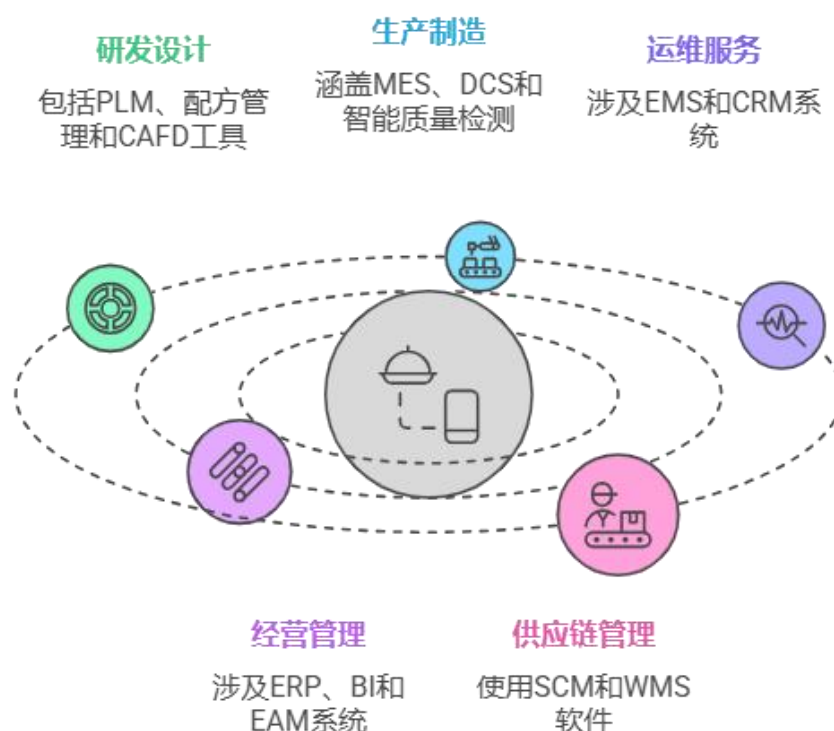 研发设计
包括PLM、配方管
理和CAFD工具
生产制造
涵盖MES、DCS和
智能质量检测
运维服务
涉及EMS和CRM系
统
经营管理
涉及ERP、BI和
EAM系统
供应链管理
使用SCM和WMS
软件